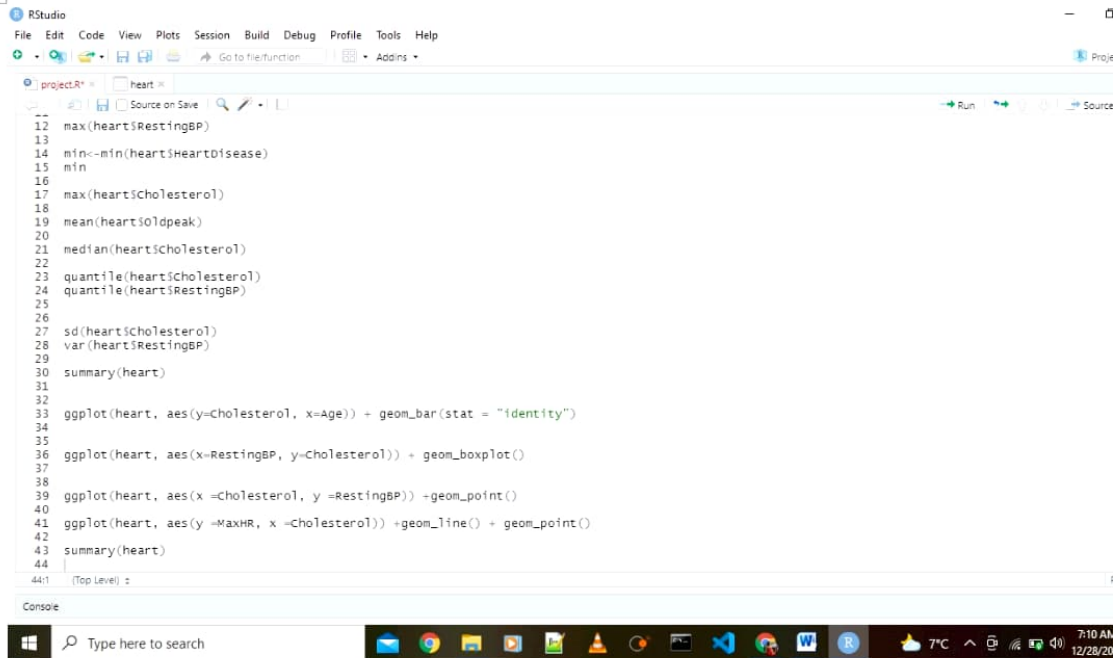 RStudio
File Edit Code View Plots Session Build Debug Profile Tools Help
Go to file/function Addins
project.R* heart
Source on Save Run Source
12 max(heart$RestingBP)
13
14 min<-min(heart$HeartDisease)
15 min
16
17 max(heart$Cholesterol)
18
19 mean(heart$Oldpeak)
20
21 median(heart$Cholesterol)
22
23 quantile(heart$Cholesterol)
24 quantile(heart$RestingBP)
25
26
27 sd(heart$Cholesterol)
28 var(heart$RestingBP)
29
30 summary(heart)
31
32
33 ggplot(heart, aes(y=Cholesterol, x=Age)) + geom_bar(stat = "identity")
34
35
36 ggplot(heart, aes(x=RestingBP, y=Cholesterol)) + geom_boxplot()
37
38
39 ggplot(heart, aes(x =Cholesterol, y =RestingBP)) +geom_point()
40
41 ggplot(heart, aes(y =MaxHR, x =Cholesterol)) +geom_line() + geom_point()
42
43 summary(heart)
44
44:1 (Top Level)
Console
Type here to search 7°C 7:10 AM
12/28/20